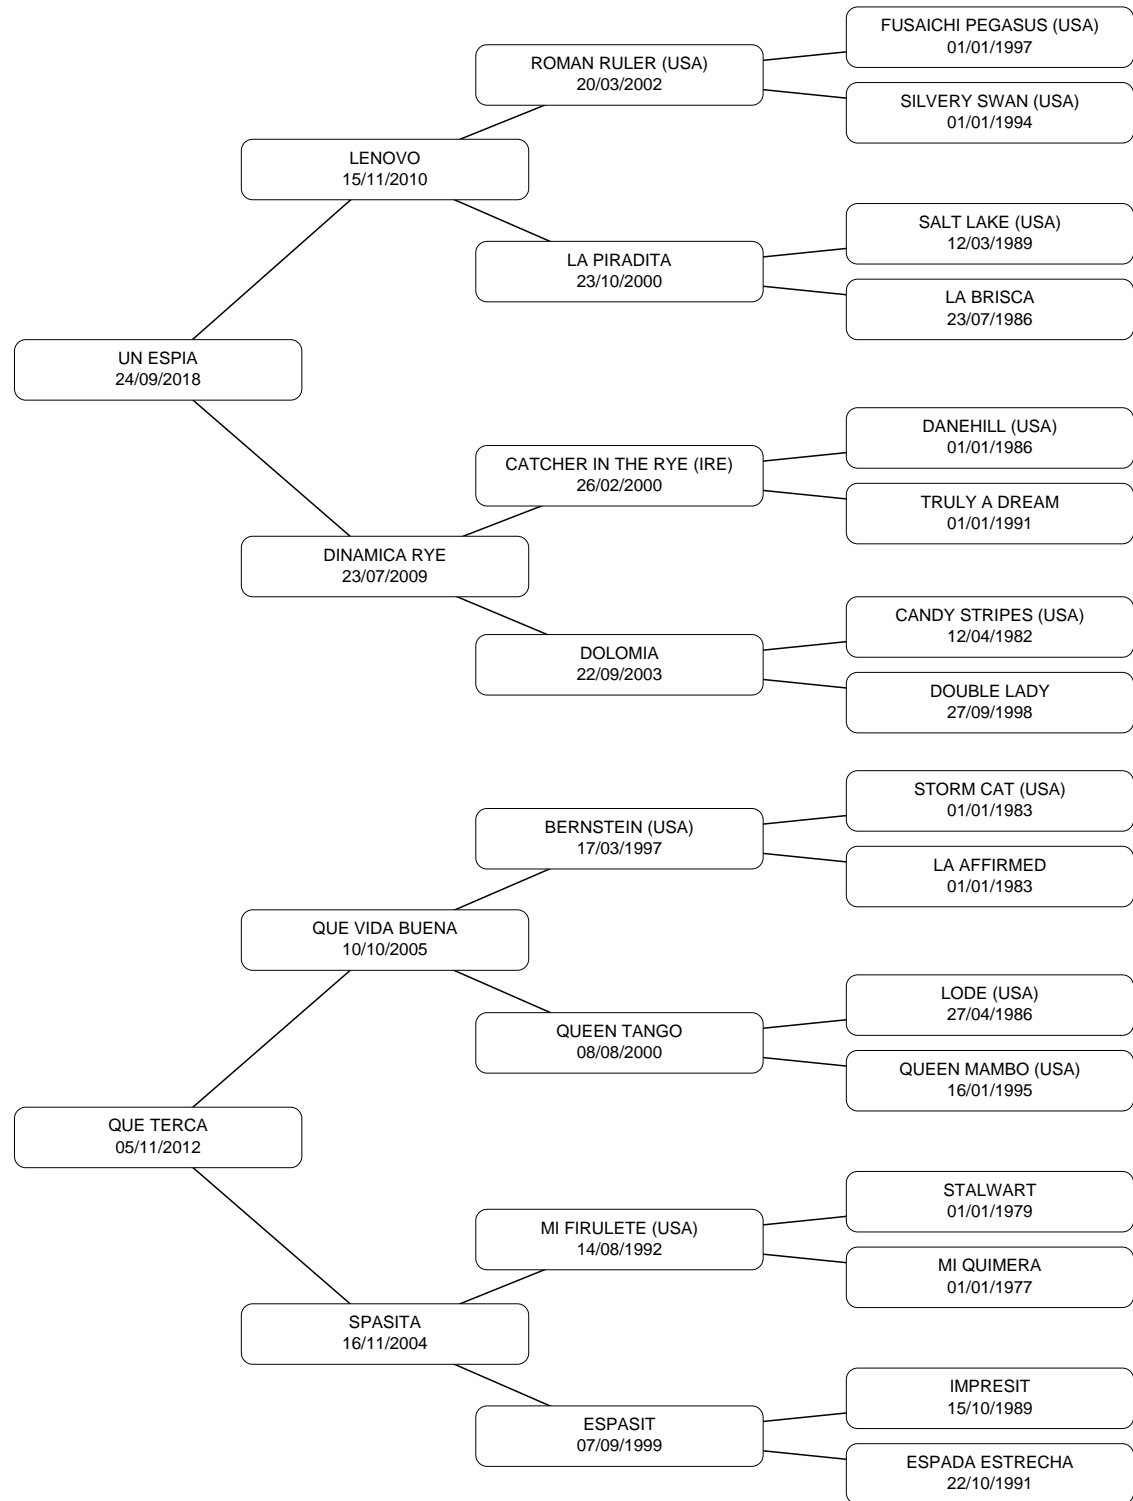 FUSAICHI PEGASUS (USA)
01/01/1997
ROMAN RULER (USA)
20/03/2002
SILVERY SWAN (USA)
01/01/1994
LENOVO
15/11/2010
SALT LAKE (USA)
12/03/1989
LA PIRADITA
23/10/2000
LA BRISCA
23/07/1986
UN ESPIA
24/09/2018
DANEHILL (USA)
01/01/1986
CATCHER IN THE RYE (IRE)
26/02/2000
TRULY A DREAM
01/01/1991
DINAMICA RYE
23/07/2009
CANDY STRIPES (USA)
12/04/1982
DOLOMIA
22/09/2003
DOUBLE LADY
27/09/1998
STORM CAT (USA)
01/01/1983
BERNSTEIN (USA)
17/03/1997
LA AFFIRMED
01/01/1983
QUE VIDA BUENA
10/10/2005
LODE (USA)
27/04/1986
QUEEN TANGO
08/08/2000
QUEEN MAMBO (USA)
16/01/1995
QUE TERCA
05/11/2012
STALWART
01/01/1979
MI FIRULETE (USA)
14/08/1992
MI QUIMERA
01/01/1977
SPASITA
16/11/2004
IMPRESIT
15/10/1989
ESPASIT
07/09/1999
ESPADA ESTRECHA
22/10/1991